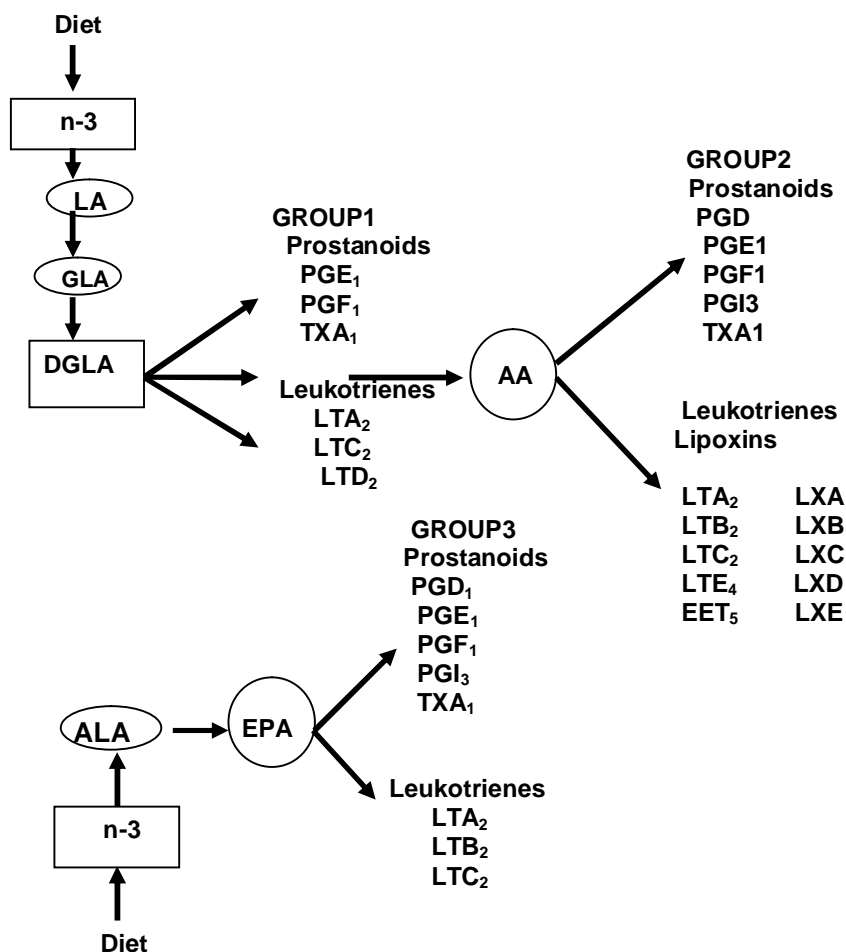 Diet
n-3
LA
GLA
DGLA
GROUP1
Prostanoids
PGE₁
PGF₁
TXA₁
Leukotrienes
LTA₂
LTC₂
LTD₂
AA
GROUP2
Prostanoids
PGD
PGE1
PGF1
PGI3
TXA1
Leukotrienes
Lipoxins
LTA₂ LXA
LTB₂ LXB
LTC₂ LXC
LTE₄ LXD
EET₅ LXE
GROUP3
Prostanoids
PGD₁
PGE₁
PGF₁
PGI₃
TXA₁
ALA
EPA
Leukotrienes
LTA₂
LTB₂
LTC₂
n-3
Diet